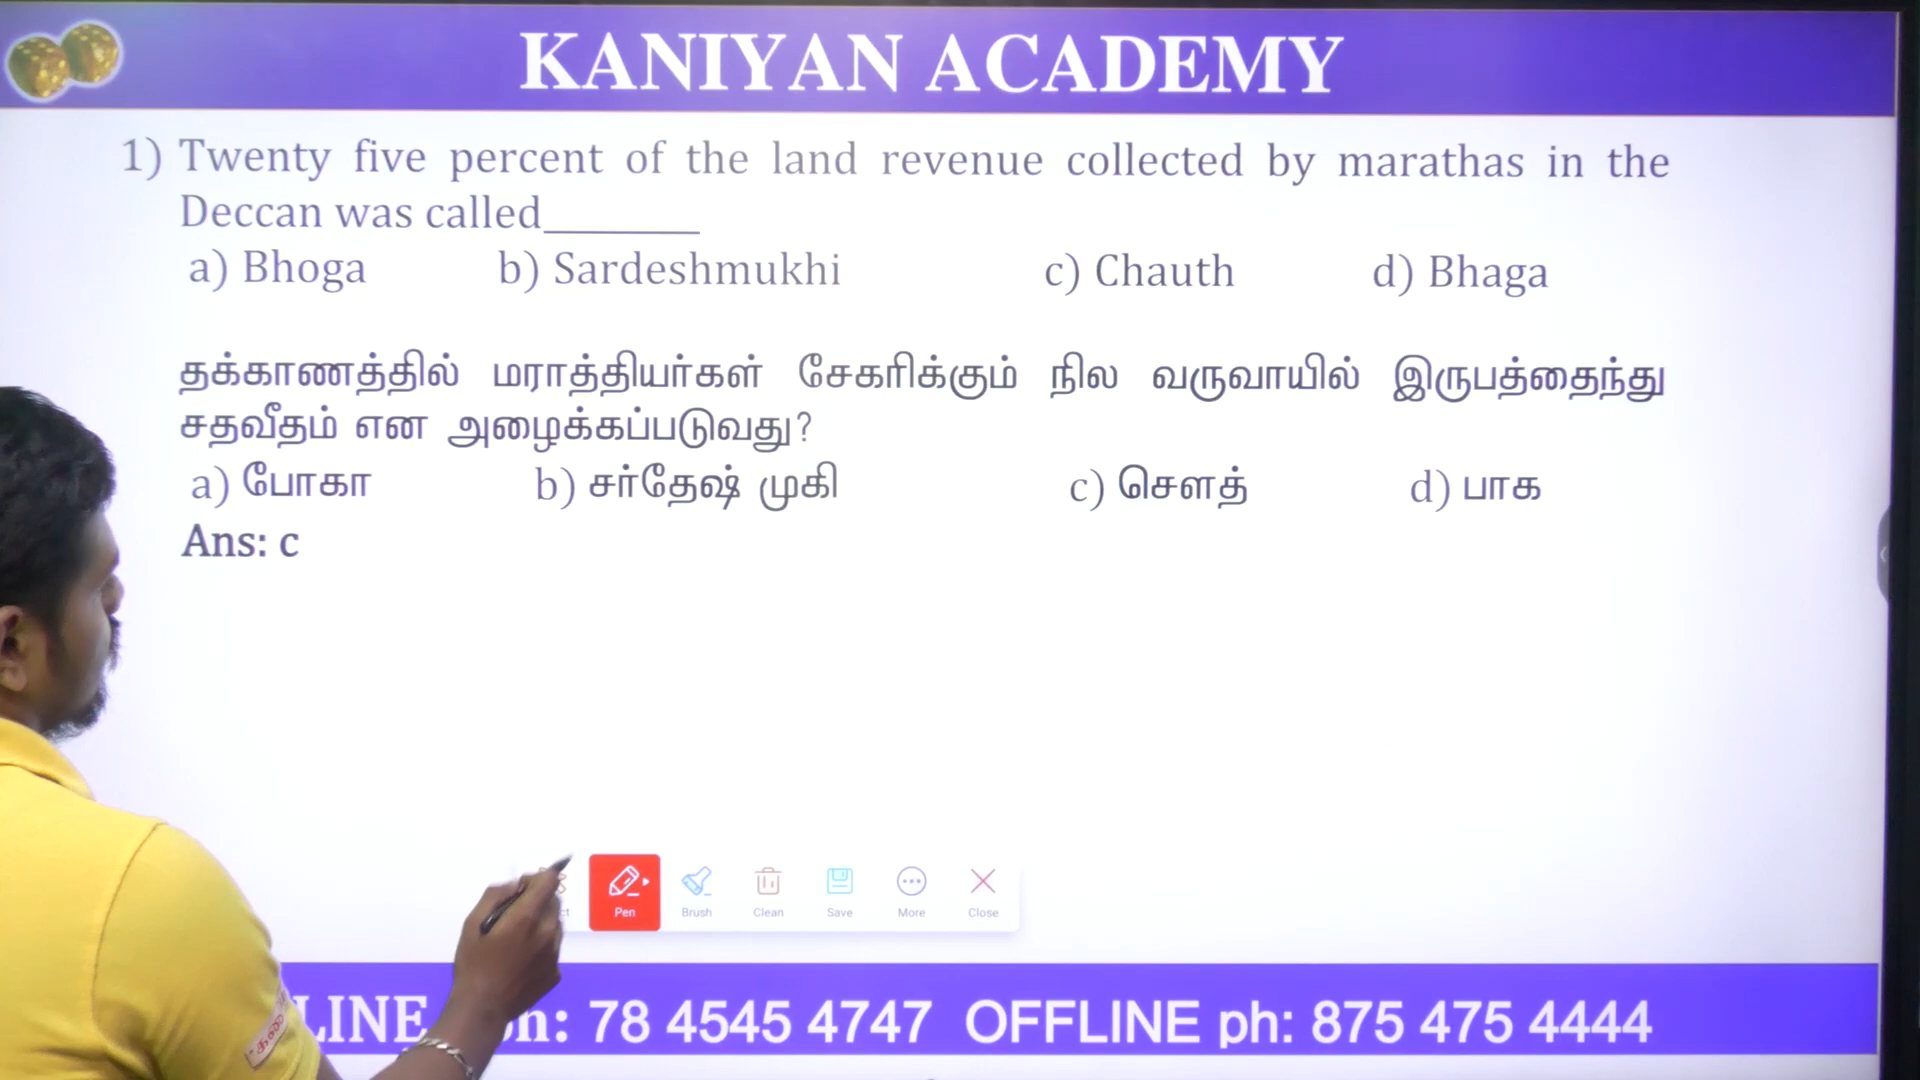 KANIYAN ACADEMY
1) Twenty five percent of the land revenue collected by marathas in the
Deccan was called________
a) Bhoga b) Sardeshmukhi c) Chauth d) Bhaga
தக்காணத்தில் மராத்தியர்கள் சேகரிக்கும் நில வருவாயில் இருபத்தைந்து
சதவீதம் என அழைக்கப்படுவது?
a) போகா b) சர்தேஷ் முகி c) சௌத் d) பாக
Ans: c
Pen Brush Clean Save More Close
78 4545 4747 OFFLINE ph: 875 475 4444